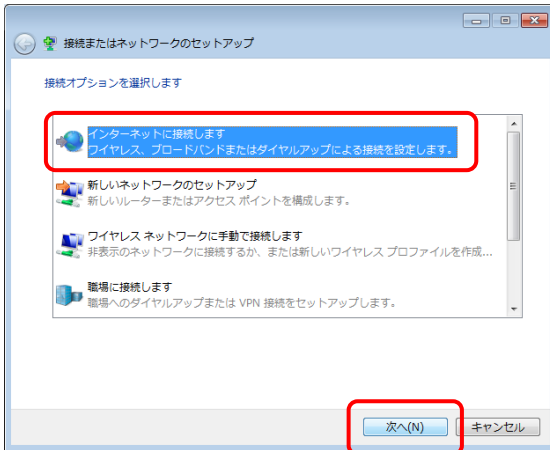 接続またはネットワークのセットアップ
接続オプションを選択します
インターネットに接続します
ワイヤレス、ブロードバンドまたはダイヤルアップによる接続を設定します。
新しいネットワークのセットアップ
新しいルーターまたはアクセス ポイントを構成します。
ワイヤレス ネットワークに手動で接続します
非表示のネットワークに接続するか、または新しいワイヤレス プロファイルを作成...
職場に接続します
職場へのダイヤルアップまたは VPN 接続をセットアップします。
次へ(N)
キャンセル